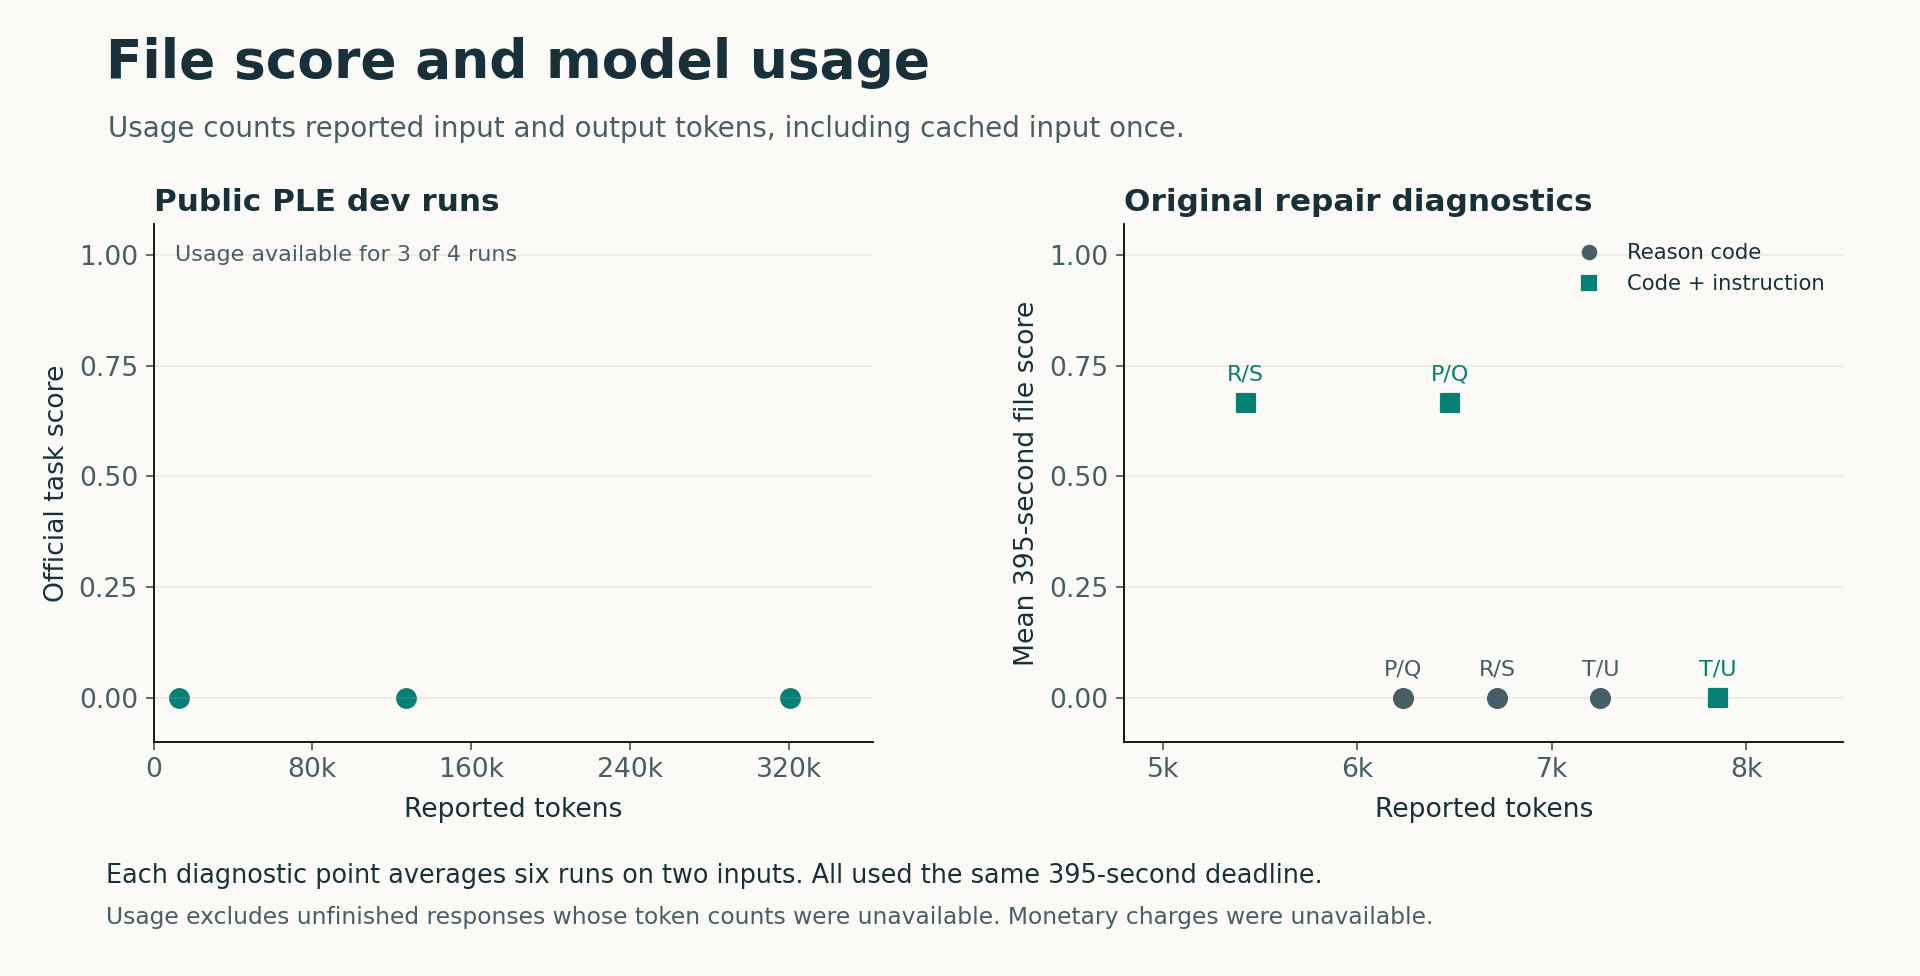 File score and model usage
Usage counts reported input and output tokens, including cached input once.
Public PLE dev runs
Usage available for 3 of 4 runs
Official task score
1.00
0.75
0.50
0.25
0.00
0
80k
160k
240k
320k
Reported tokens
Original repair diagnostics
Reason code
Code + instruction
Mean 395-second file score
1.00
0.75
0.50
0.25
0.00
R/S
P/Q
P/Q
R/S
T/U
T/U
5k
6k
7k
8k
Reported tokens
Each diagnostic point averages six runs on two inputs. All used the same 395-second deadline.
Usage excludes unfinished responses whose token counts were unavailable. Monetary charges were unavailable.